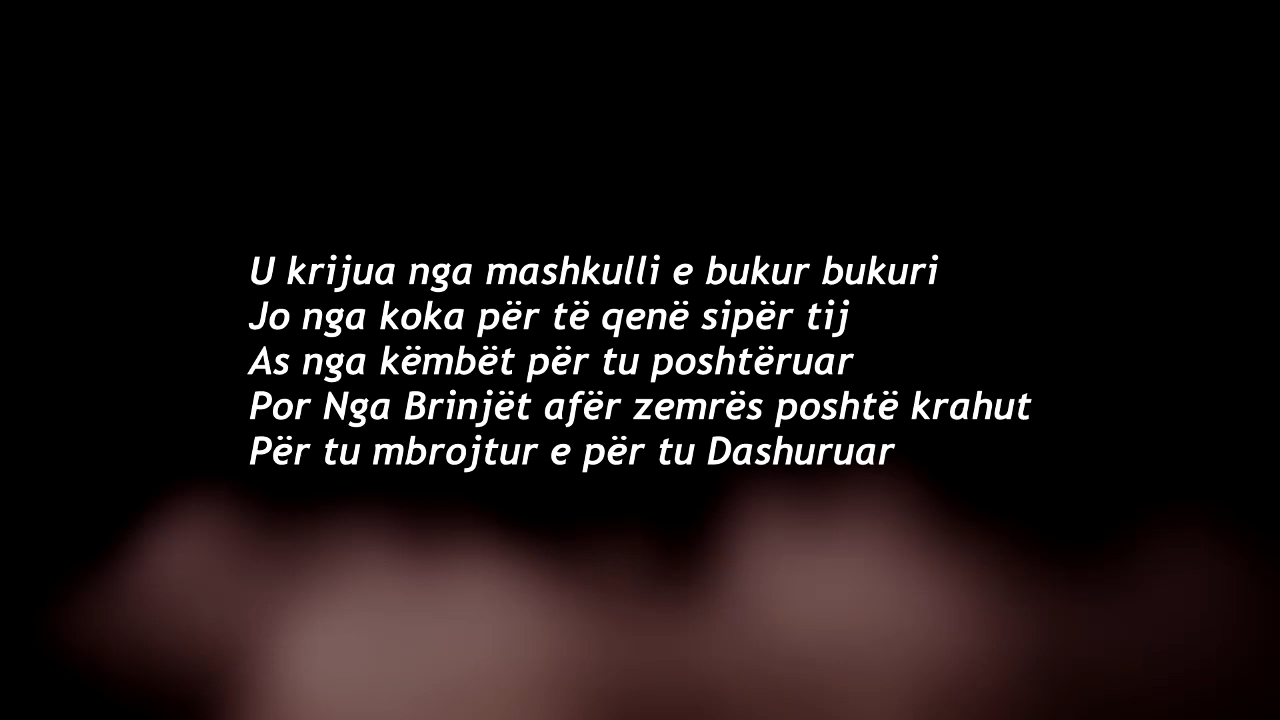 U krijua nga mashkulli e bukur bukuri
Jo nga koka për të qenë sipër tij
As nga këmbët për tu poshtëruar
Por Nga Brinjët afër zemrës poshtë krahut
Për tu mbrojtur e për tu Dashuruar